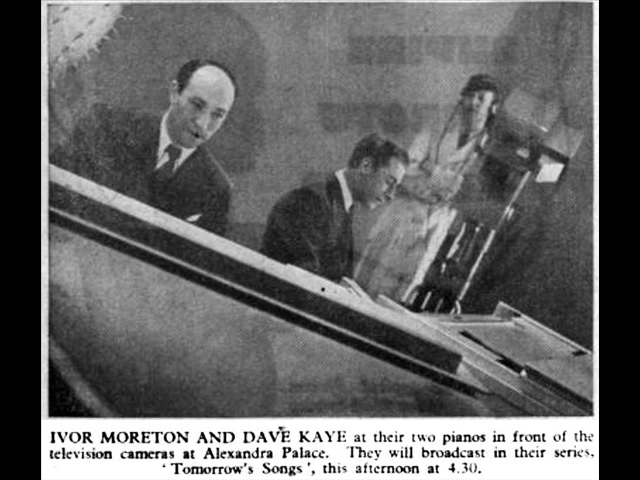 IVOR MORETON AND DAVE KAYE at their two pianos in front of the
television cameras at Alexandra Palace. They will broadcast in their series,
‘ Tomorrow’s Songs ’, this afternoon at 4.30.